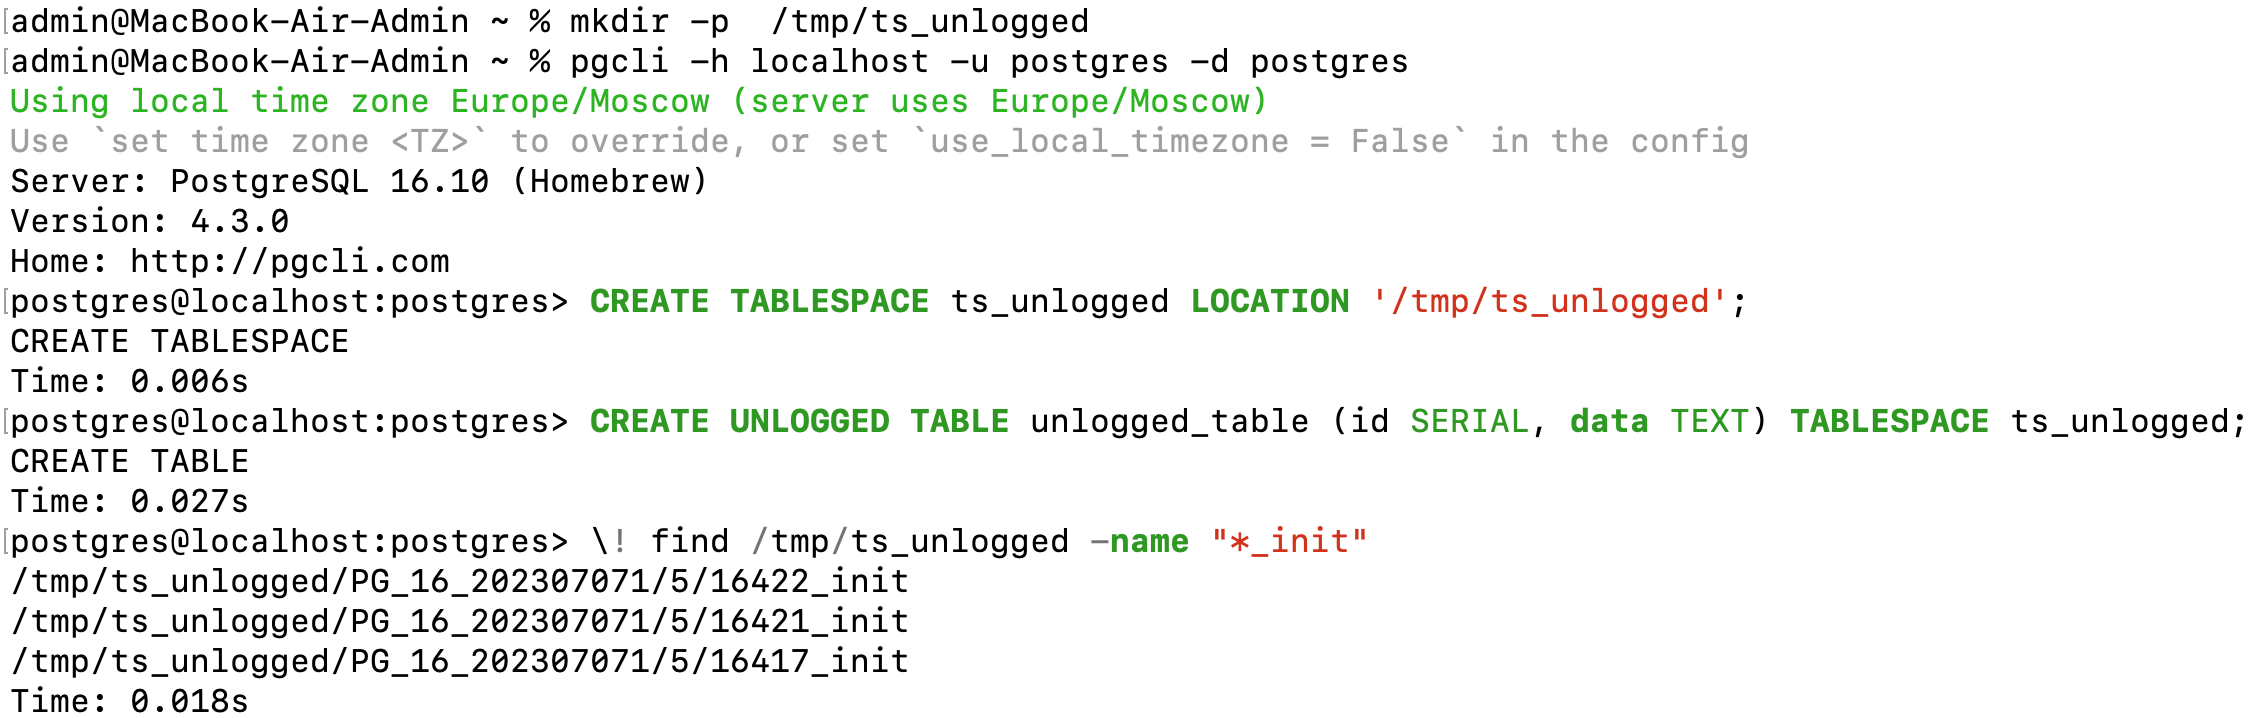 [admin@MacBook-Air-Admin ~ % mkdir -p  /tmp/ts_unlogged
[admin@MacBook-Air-Admin ~ % pgcli -h localhost -u postgres -d postgres
Using local time zone Europe/Moscow (server uses Europe/Moscow)
Use `set time zone <TZ>` to override, or set `use_local_timezone = False` in the config
Server: PostgreSQL 16.10 (Homebrew)
Version: 4.3.0
Home: http://pgcli.com
[postgres@localhost:postgres> CREATE TABLESPACE ts_unlogged LOCATION '/tmp/ts_unlogged';
CREATE TABLESPACE
Time: 0.006s
[postgres@localhost:postgres> CREATE UNLOGGED TABLE unlogged_table (id SERIAL, data TEXT) TABLESPACE ts_unlogged;
CREATE TABLE
Time: 0.027s
[postgres@localhost:postgres> \! find /tmp/ts_unlogged -name "*_init"
/tmp/ts_unlogged/PG_16_202307071/5/16422_init
/tmp/ts_unlogged/PG_16_202307071/5/16421_init
/tmp/ts_unlogged/PG_16_202307071/5/16417_init
Time: 0.018s